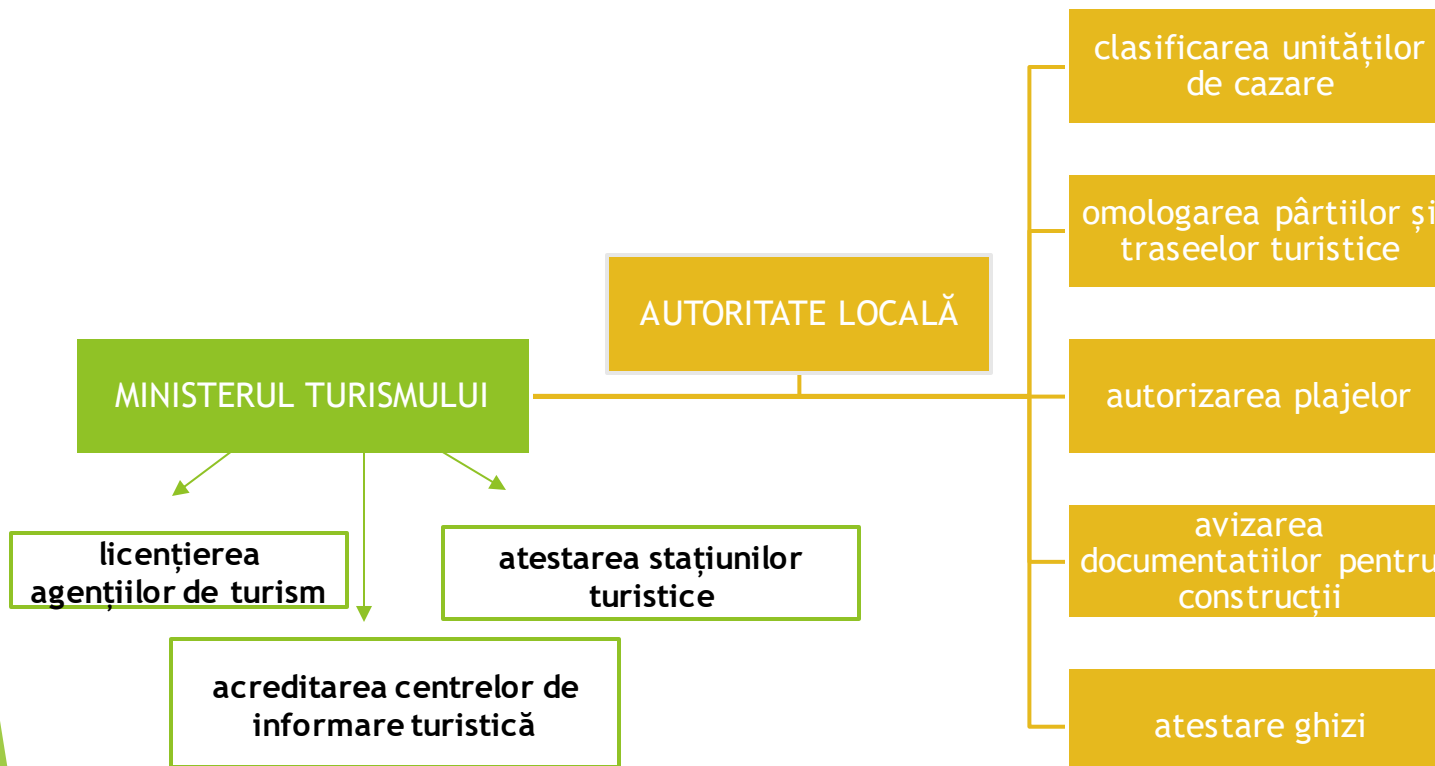 clasificarea unităților
de cazare
omologarea pârtiilor și
traseelor turistice
AUTORITATE LOCALĂ
MINISTERUL TURISMULUI
autorizarea plajelor
licențierea
agențiilor de turism
atestarea stațiunilor
turistice
avizarea
documentatiilor pentru
construcții
acreditarea centrelor de
informare turistică
atestare ghizi